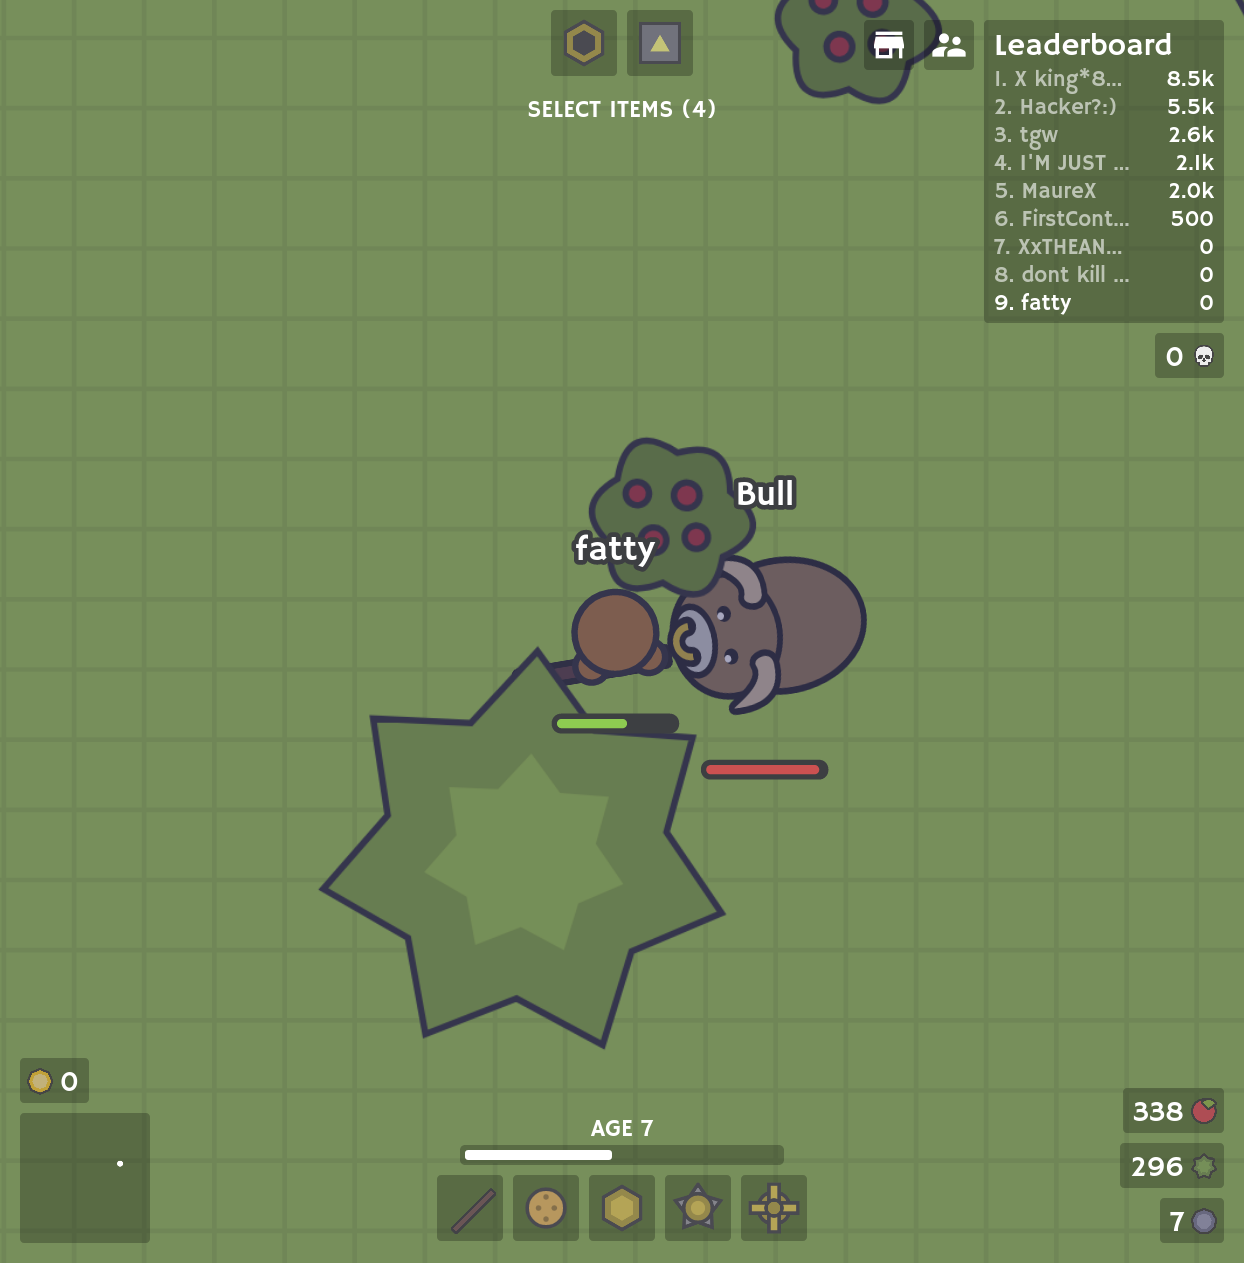 SELECT ITEMS (4)
Leaderboard
1. X king*8... 8.5k
2. Hacker?:) 5.5k
3. tgw 2.6k
4. I'M JUST ... 2.1k
5. MaureX 2.0k
6. FirstCont... 500
7. XxTHEAN... 0
8. dont kill ... 0
9. fatty 0
0
Bull
fatty
0
AGE 7
338
296
7